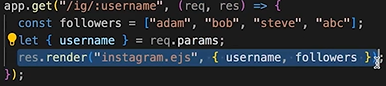 app.get("/ig/:username", (req, res) => {
const followers = ["adam", "bob", "steve", "abc"];
let { username } = req.params;
res.render("instagram.ejs", { username, followers });
});